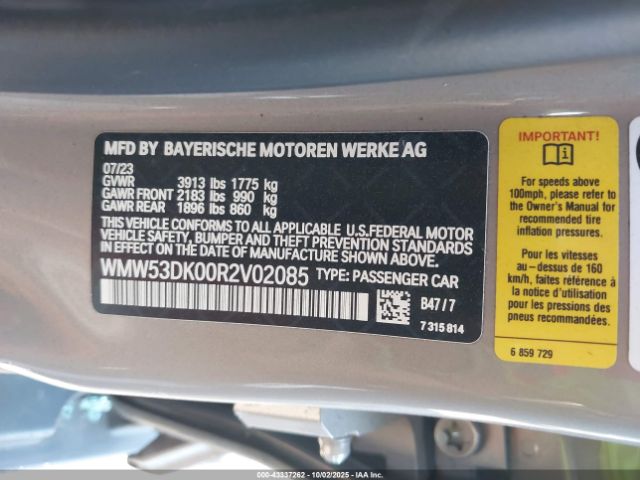 MFD BY BAYERISCHE MOTOREN WERKE AG
07/23
GVWR 3913 lbs 1775 kg
GAWR FRONT 2183 lbs 990 kg
GAWR REAR 1896 lbs 860 kg
THIS VEHICLE CONFORMS TO ALL APPLICABLE U.S.FEDERAL MOTOR
VEHICLE SAFETY, BUMPER AND THEFT PREVENTION STANDARDS
IN EFFECT ON THE DATE OF MANUFACTURE SHOWN ABOVE.
WMW53DK00R2V02085 TYPE: PASSENGER CAR
B47 / 7
7 315 814
IMPORTANT!
For speeds above
100mph, please refer to
the Owner's Manual for
recommended tire
inflation pressures.
Pour les vitesses
au-dessus de 160
km/h, faire référence à
la notice d'utilisation
pour les pressions des
pneus recommendées.
6 859 729
000-43337262 - 10/02/2025 - IAA Inc.